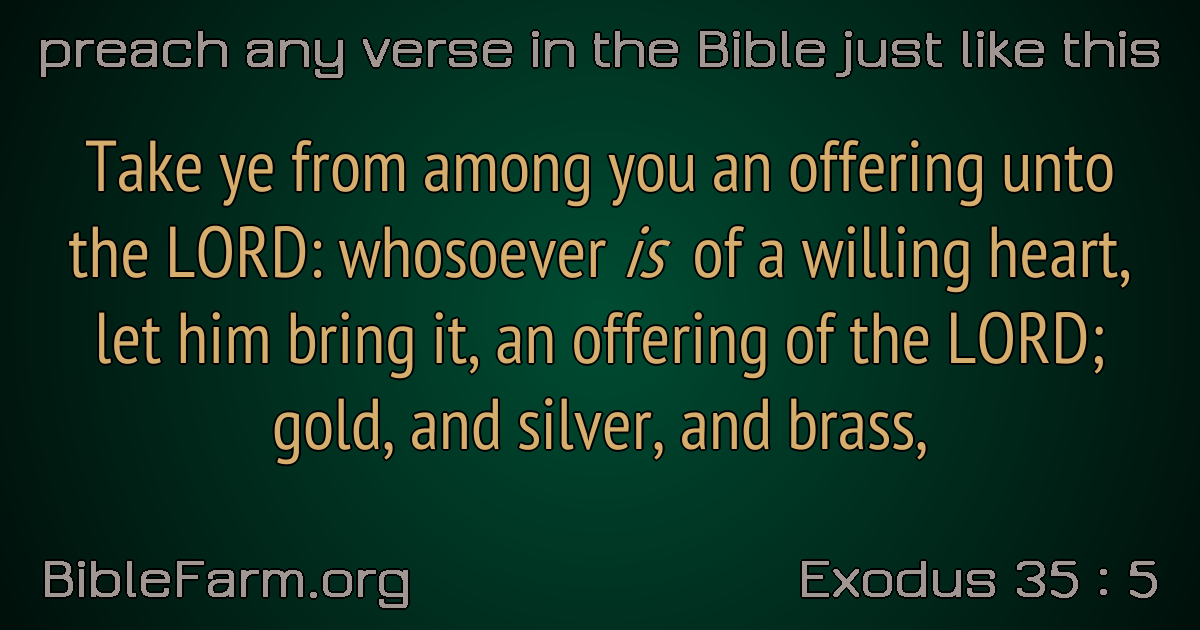 preach any verse in the Bible just like this
Take ye from among you an offering unto
the LORD: whosoever is of a willing heart,
let him bring it, an offering of the LORD;
gold, and silver, and brass,
BibleFarm.org
Exodus 35 : 5